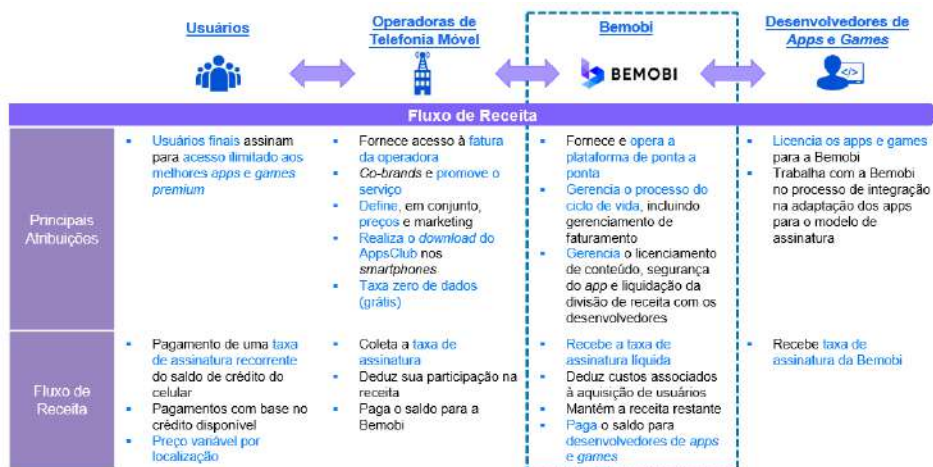 Usuários
Operadoras de
Telefonia Móvel
Bemobi
Desenvolvedores de
Apps e Games
</>
BEMOBI
Fluxo de Receita
Principais
Atribuições
Usuários finais assinam
para acesso ilimitado aos
melhores apps e games
premium
Fornece acesso à fatura
da operadora
Co-brands e promove o
serviço
Define, em conjunto,
preços e marketing
Realiza o download do
AppsClub nos
smartphones
Taxa zero de dados
(grátis)
Fornece e opera a
plataforma de ponta a
ponta
Gerencia o processo do
ciclo de vida, incluindo
gerenciamento de
faturamento
Gerencia o licenciamento
de conteúdo, segurança
do app e liquidação da
divisão de receita com os
desenvolvedores
Licencia os apps e games
para a Bemobi
Trabalha com a Bemobi
no processo de integração
na adaptação dos apps
para o modelo de
assinatura
Fluxo de
Receita
Pagamento de uma taxa
de assinatura recorrente
do saldo de crédito do
celular
Pagamentos com base no
crédito disponível
Preço variável por
localização
Coleta a taxa de
assinatura
Deduz sua participação na
receita
Paga o saldo para a
Bemobi
Recebe a taxa de
assinatura líquida
Deduz custos associados
à aquisição de usuários
Mantém a receita restante
Paga o saldo para
desenvolvedores de apps
e games
Recebe taxa de
assinatura da Bemobi